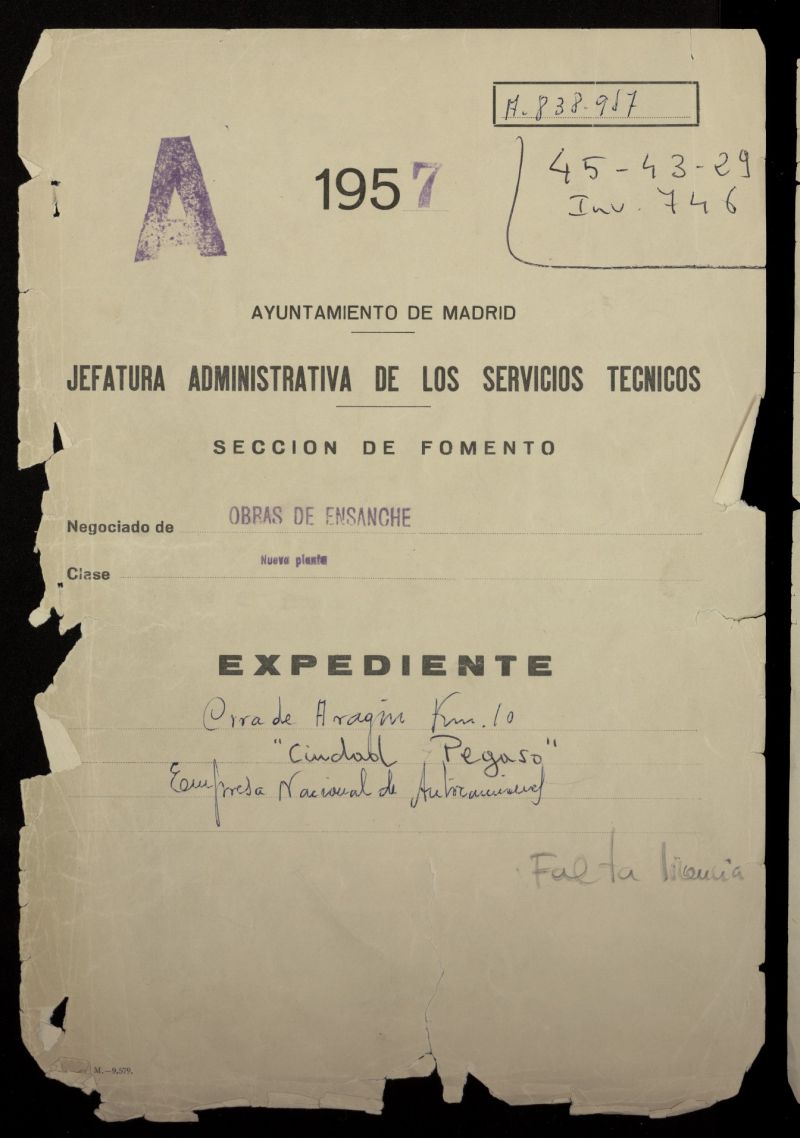 A. 838-957
45-43-29
Inv. 746
A
1957
AYUNTAMIENTO DE MADRID
JEFATURA ADMINISTRATIVA DE LOS SERVICIOS TECNICOS
SECCION DE FOMENTO
Negociado de OBRAS DE ENSANCHE
Clase Nueva planta
EXPEDIENTE
Crra de Aragón Km. 10
"Ciudad Pegaso"
Empresa Nacional de Autocamiones
Falta licencia
M.—9.579.